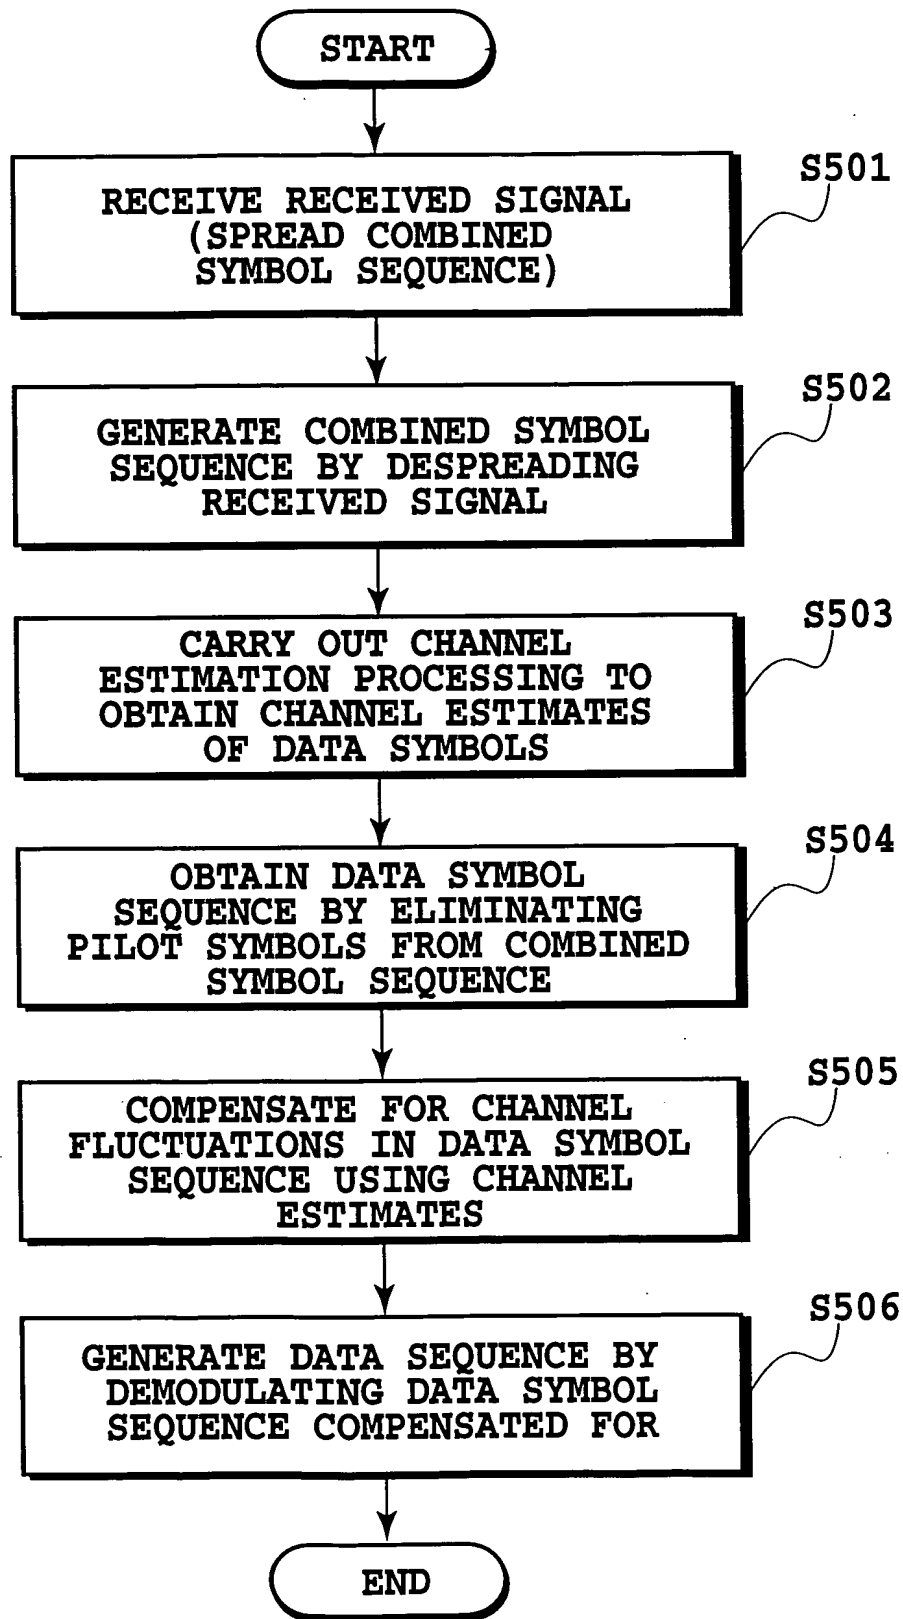 START
S501
RECEIVE RECEIVED SIGNAL
(SPREAD COMBINED
SYMBOL SEQUENCE)
S502
GENERATE COMBINED SYMBOL
SEQUENCE BY DESPREADING
RECEIVED SIGNAL
S503
CARRY OUT CHANNEL
ESTIMATION PROCESSING TO
OBTAIN CHANNEL ESTIMATES
OF DATA SYMBOLS
S504
OBTAIN DATA SYMBOL
SEQUENCE BY ELIMINATING
PILOT SYMBOLS FROM COMBINED
SYMBOL SEQUENCE
S505
COMPENSATE FOR CHANNEL
FLUCTUATIONS IN DATA SYMBOL
SEQUENCE USING CHANNEL
ESTIMATES
S506
GENERATE DATA SEQUENCE BY
DEMODULATING DATA SYMBOL
SEQUENCE COMPENSATED FOR
END